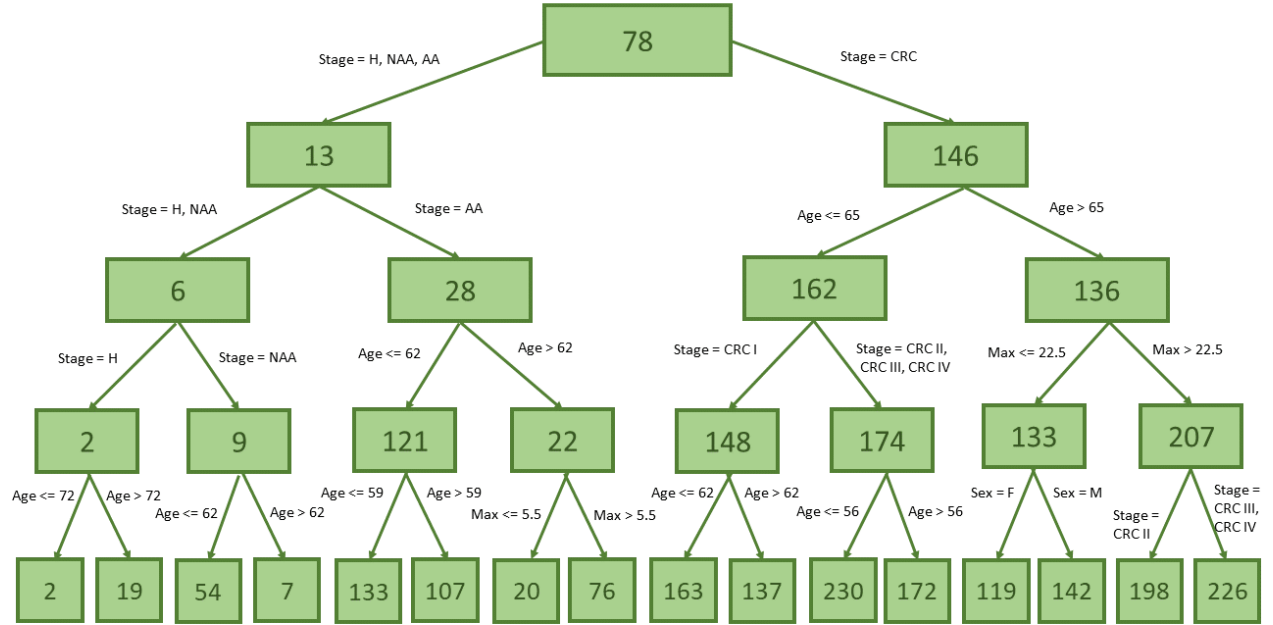 78
Stage = H, NAA, AA
Stage = CRC
13
146
Stage = H, NAA
Stage = AA
Age <= 65
Age > 65
6
28
162
136
Stage = H
Stage = NAA
Age <= 62
Age > 62
Stage = CRC I
Stage = CRC II,
CRC III, CRC IV
Max <= 22.5
Max > 22.5
2
9
121
22
148
174
133
207
Age <= 72
Age > 72
Age <= 62
Age > 62
Age <= 59
Age > 59
Max <= 5.5
Max > 5.5
Age <= 62
Age > 62
Age <= 56
Age > 56
Sex = F
Sex = M
Stage =
CRC II
Stage =
CRC III,
CRC IV
2
19
54
7
133
107
20
76
163
137
230
172
119
142
198
226